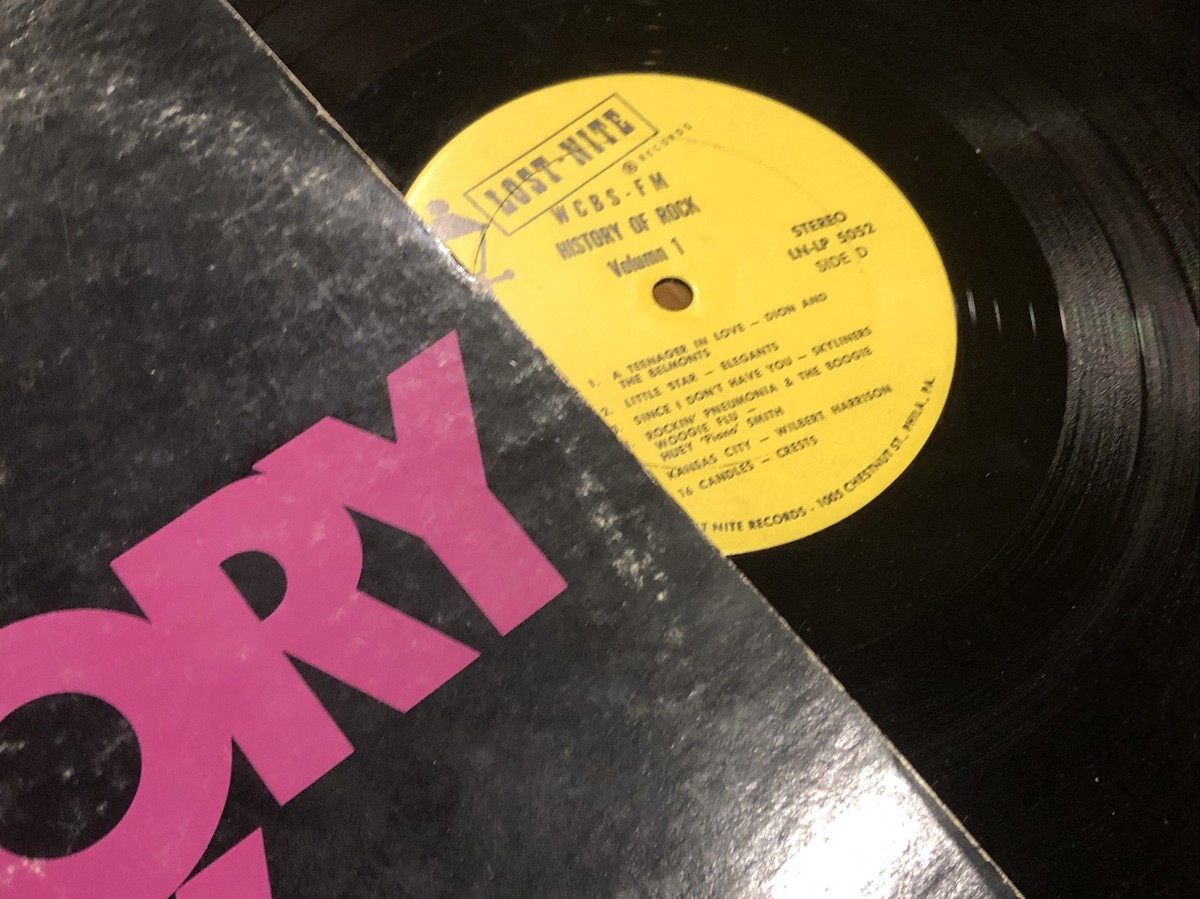 LOST-NITE
® RECORDS
WCBS-FM
HISTORY OF ROCK
Volumn 1
STEREO
LN-LP 5052
SIDE D
1. A TEENAGER IN LOVE — DION AND
THE BELMONTS
2. LITTLE STAR — ELEGANTS
SINCE I DON'T HAVE YOU — SKYLINERS
ROCKIN' PNEUMONIA & THE BOOGIE
WOOGIE FLU —
HUEY 'Piano' SMITH
KANSAS CITY — WILBERT HARRISON
16 CANDLES — CRESTS
NITE RECORDS - 1005 CHESTNUT ST., PHILA., PA.
ORY